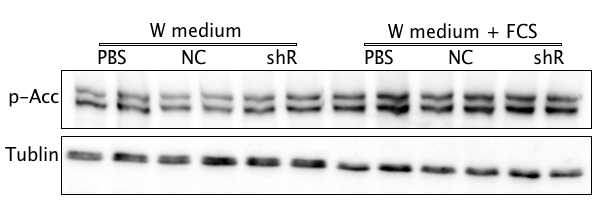 W medium W medium + FCS
PBS NC shR PBS NC shR
p-Acc
Tublin